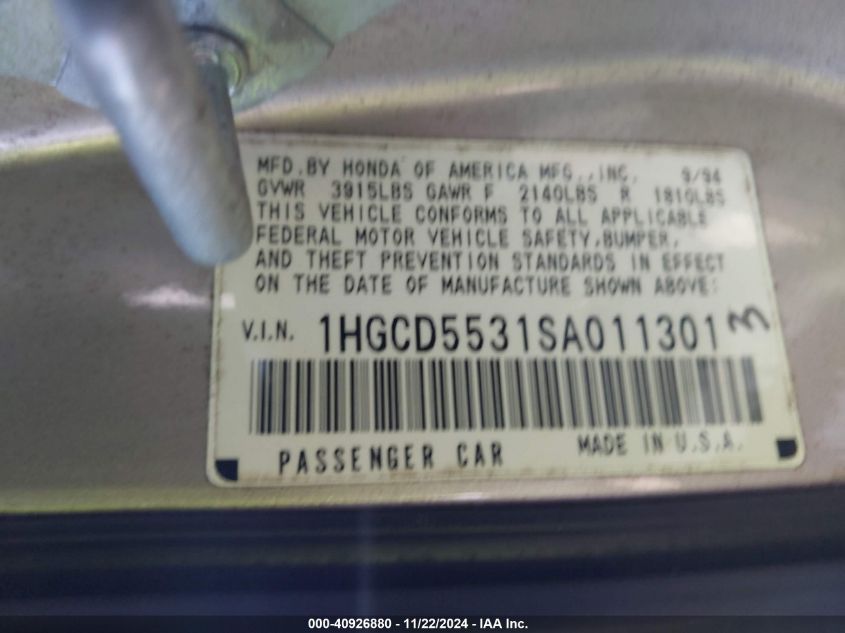 MFD. BY HONDA OF AMERICA MFG., INC. 9/94
GVWR 3915LBS GAWR F 2140LBS R 1810LBS
THIS VEHICLE CONFORMS TO ALL APPLICABLE
FEDERAL MOTOR VEHICLE SAFETY, BUMPER,
AND THEFT PREVENTION STANDARDS IN EFFECT
ON THE DATE OF MANUFACTURE SHOWN ABOVE:
V.I.N. 1HGCD5531SA011301 3
PASSENGER CAR MADE IN U.S.A.
000-40926880 - 11/22/2024 - IAA Inc.